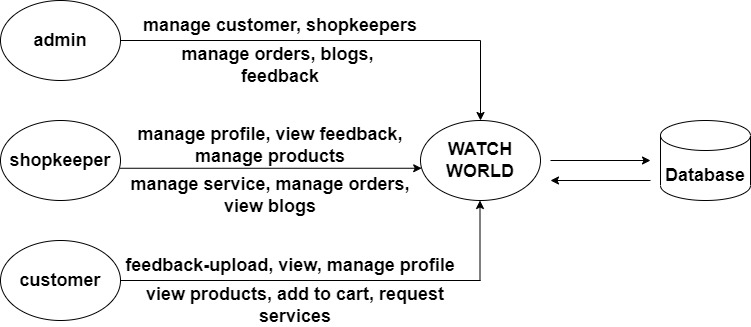 admin
manage customer, shopkeepers
manage orders, blogs,
feedback
shopkeeper
manage profile, view feedback,
manage products
manage service, manage orders,
view blogs
WATCH
WORLD
Database
customer
feedback-upload, view, manage profile
view products, add to cart, request
services